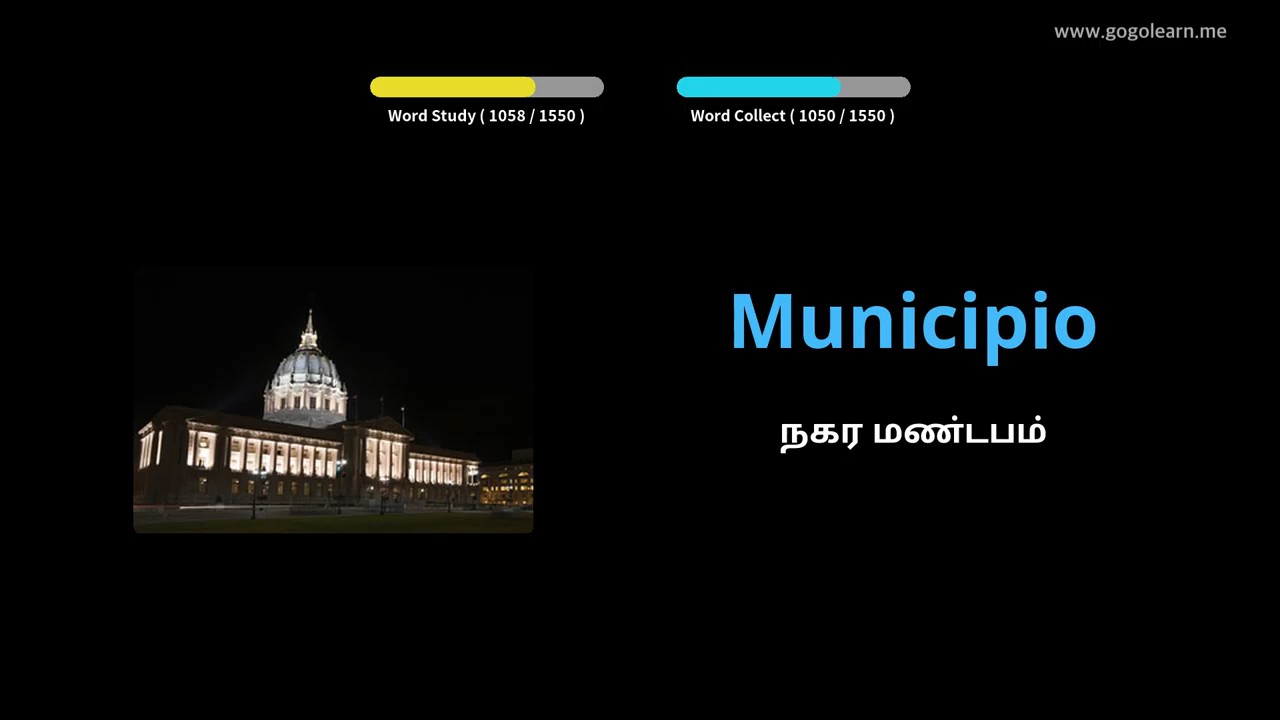 www.gogolearn.me
Word Study ( 1058 / 1550 )
Word Collect ( 1050 / 1550 )
Municipio
நகர மண்டபம்